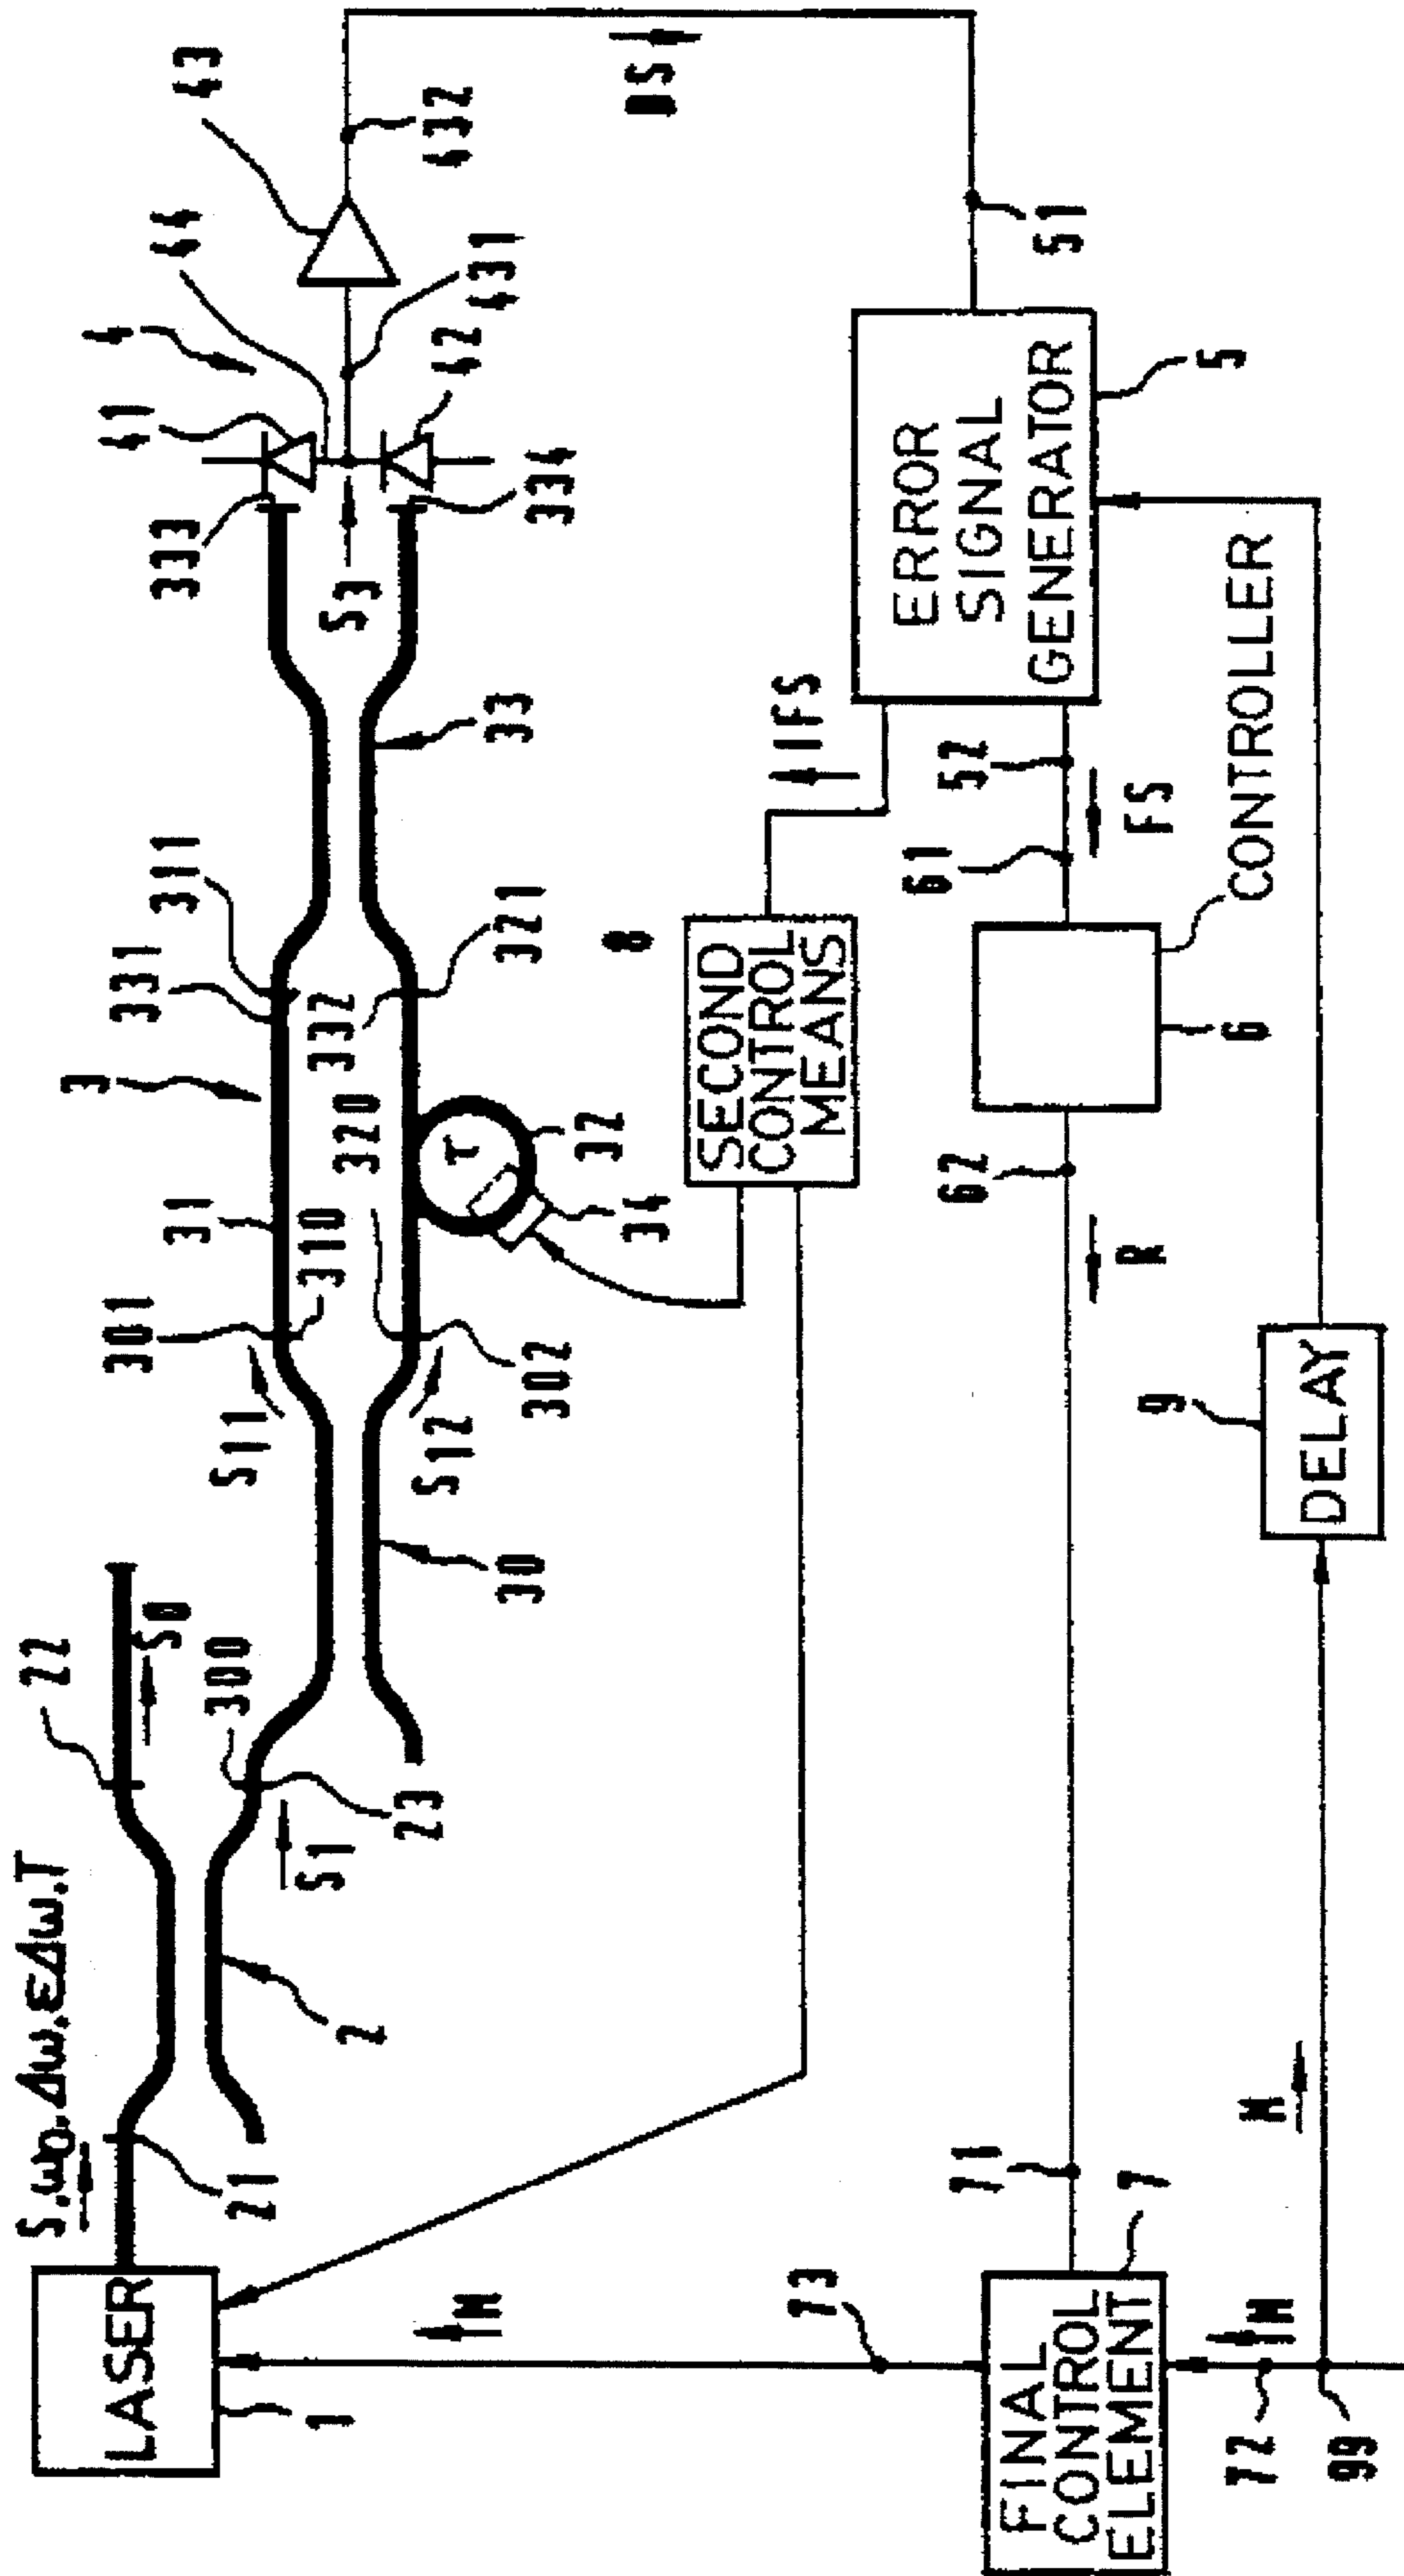 S,ω₀,Δω,εΔω,T
LASER
1
21
2
22
S0
S1
300
23
30
S11
S12
301
310
302
320
31
3
32
34
τ
331
311
332
321
33
333
334
S3
41
4
44
42
431
43
432
DS
51
ERROR
SIGNAL
GENERATOR
5
IFS
52
FS
61
CONTROLLER
6
62
R
8
SECOND
CONTROL
MEANS
9
DELAY
M
71
7
73
M
FINAL
CONTROL
ELEMENT
M
72
99